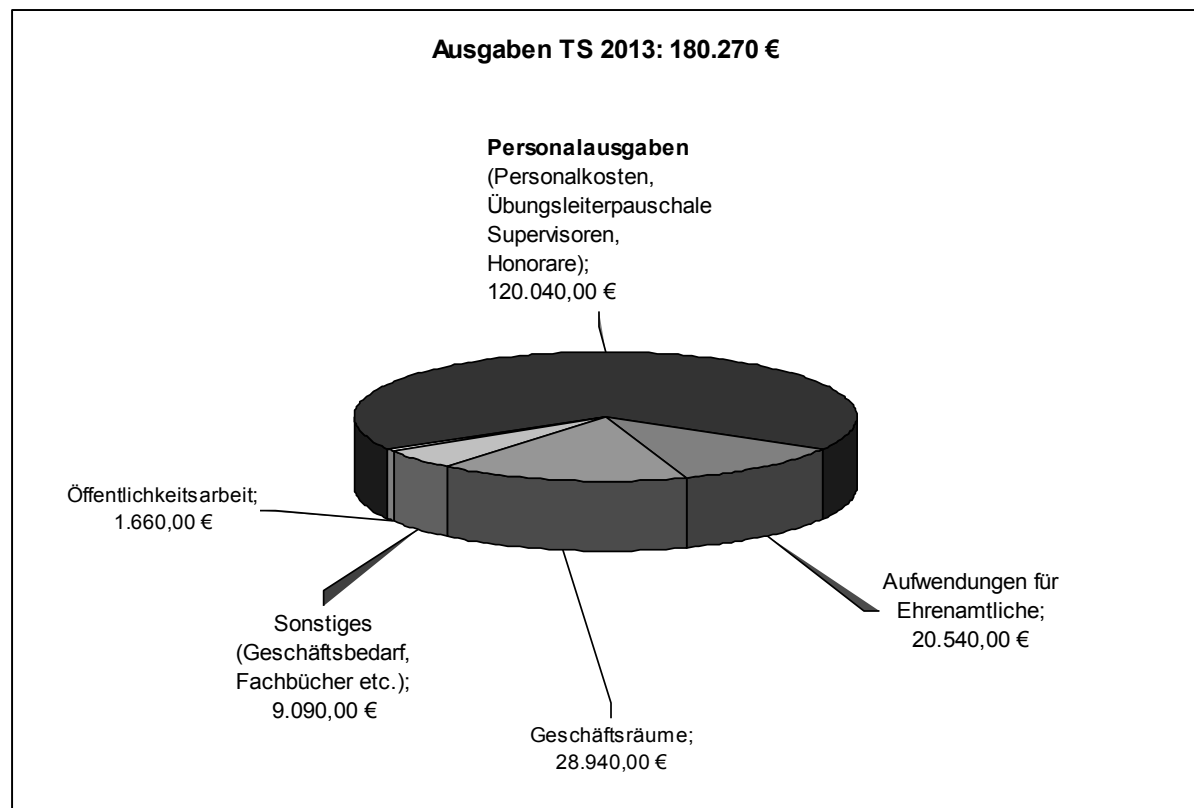 Ausgaben TS 2013: 180.270 €
Personalausgaben
(Personalkosten,
Übungsleiterpauschale
Supervisoren,
Honorare);
120.040,00 €
Öffentlichkeitsarbeit;
1.660,00 €
Sonstiges
(Geschäftsbedarf,
Fachbücher etc.);
9.090,00 €
Geschäftsräume;
28.940,00 €
Aufwendungen für
Ehrenamtliche;
20.540,00 €